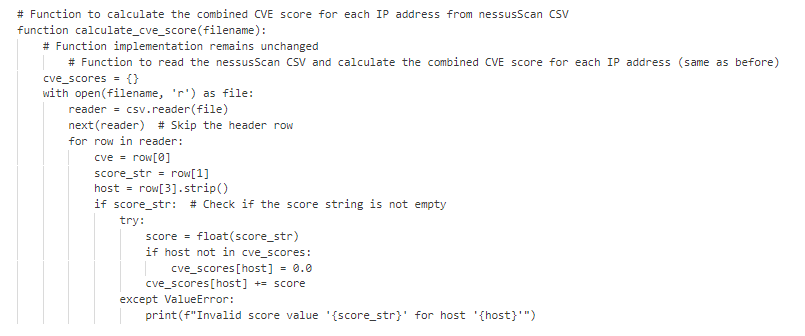 # Function to calculate the combined CVE score for each IP address from nessusScan CSV
function calculate_cve_score(filename):
# Function implementation remains unchanged
# Function to read the nessusScan CSV and calculate the combined CVE score for each IP address (same as before)
cve_scores = {}
with open(filename, 'r') as file:
reader = csv.reader(file)
next(reader)  # Skip the header row
for row in reader:
cve = row[0]
score_str = row[1]
host = row[3].strip()
if score_str:  # Check if the score string is not empty
try:
score = float(score_str)
if host not in cve_scores:
cve_scores[host] = 0.0
cve_scores[host] += score
except ValueError:
print(f"Invalid score value '{score_str}' for host '{host}'")